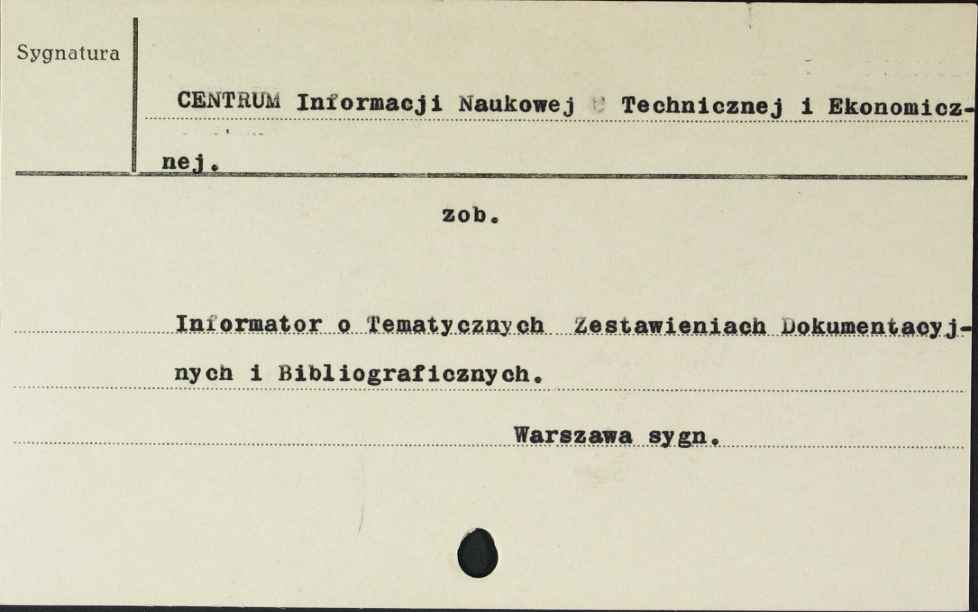 Sygnatura
CENTRUM Informacji Naukowej Technicznej i Ekonomicz-
nej.
zob.
Informator o Tematycznych Zestawieniach Dokumentacyj-
nych i Bibliograficznych.
Warszawa sygn.